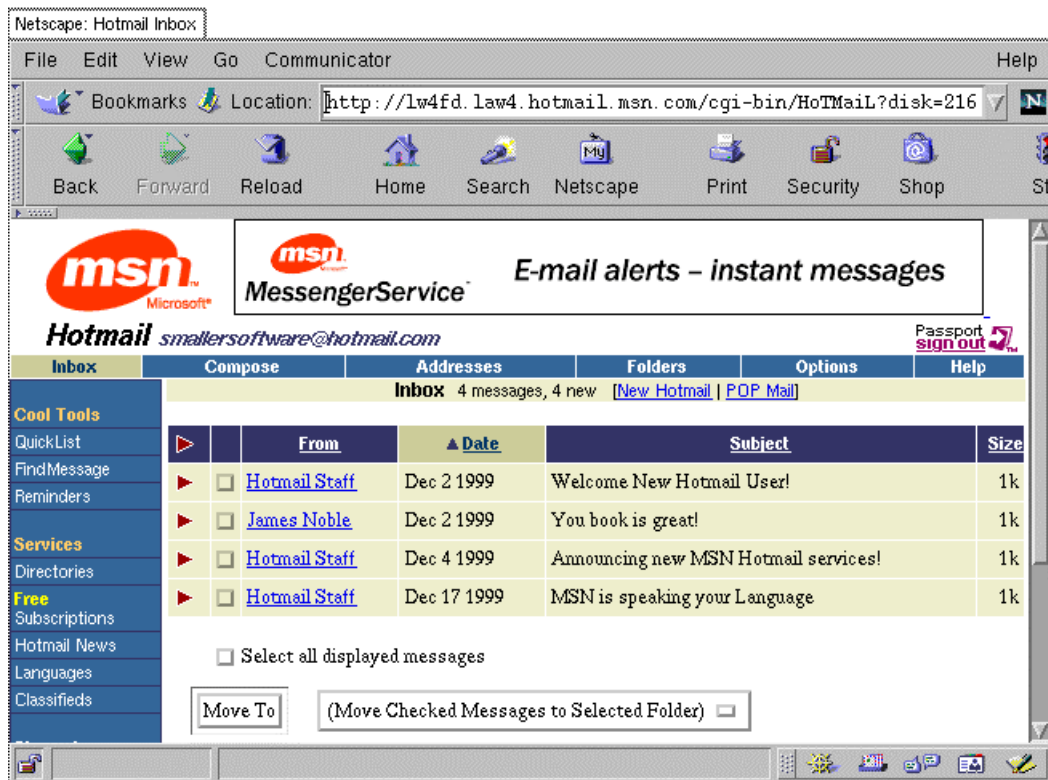 Netscape: Hotmail Inbox
File Edit View Go Communicator Help
Bookmarks Location: http://lw4fd.law4.hotmail.msn.com/cgi-bin/HoTMaiL?disk=216 N
My
Back Forward Reload Home Search Netscape Print Security Shop St
msn™ Microsoft®
msn. MessengerService™ E-mail alerts – instant messages
Hotmail smallersoftware@hotmail.com Passport sign out™
Inbox Compose Addresses Folders Options Help
Inbox 4 messages, 4 new [New Hotmail | POP Mail]
Cool Tools
QuickList From Date Subject Size
FindMessage
Hotmail Staff Dec 2 1999 Welcome New Hotmail User! 1k
Reminders
James Noble Dec 2 1999 You book is great! 1k
Services
Hotmail Staff Dec 4 1999 Announcing new MSN Hotmail services! 1k
Directories
Free
Hotmail Staff Dec 17 1999 MSN is speaking your Language 1k
Subscriptions
Hotmail News
Select all displayed messages
Languages
Classifieds
Move To (Move Checked Messages to Selected Folder)